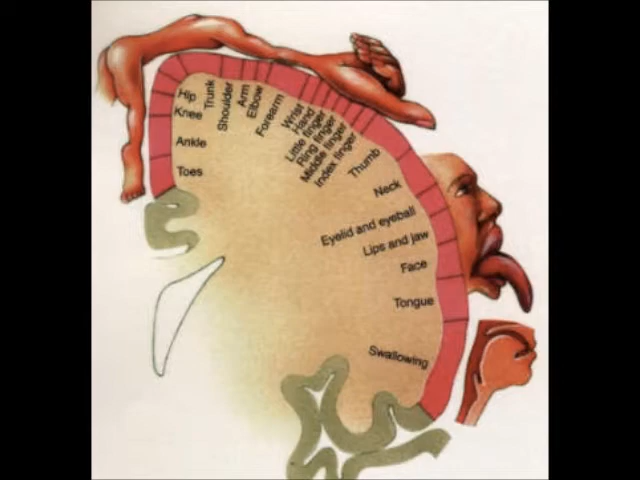 Hip
Knee
Ankle
Toes
Trunk
Shoulder
Arm
Elbow
Forearm
Wrist
Hand
Little finger
Ring finger
Middle finger
Index finger
Thumb
Neck
Eyelid and eyeball
Lips and jaw
Face
Tongue
Swallowing